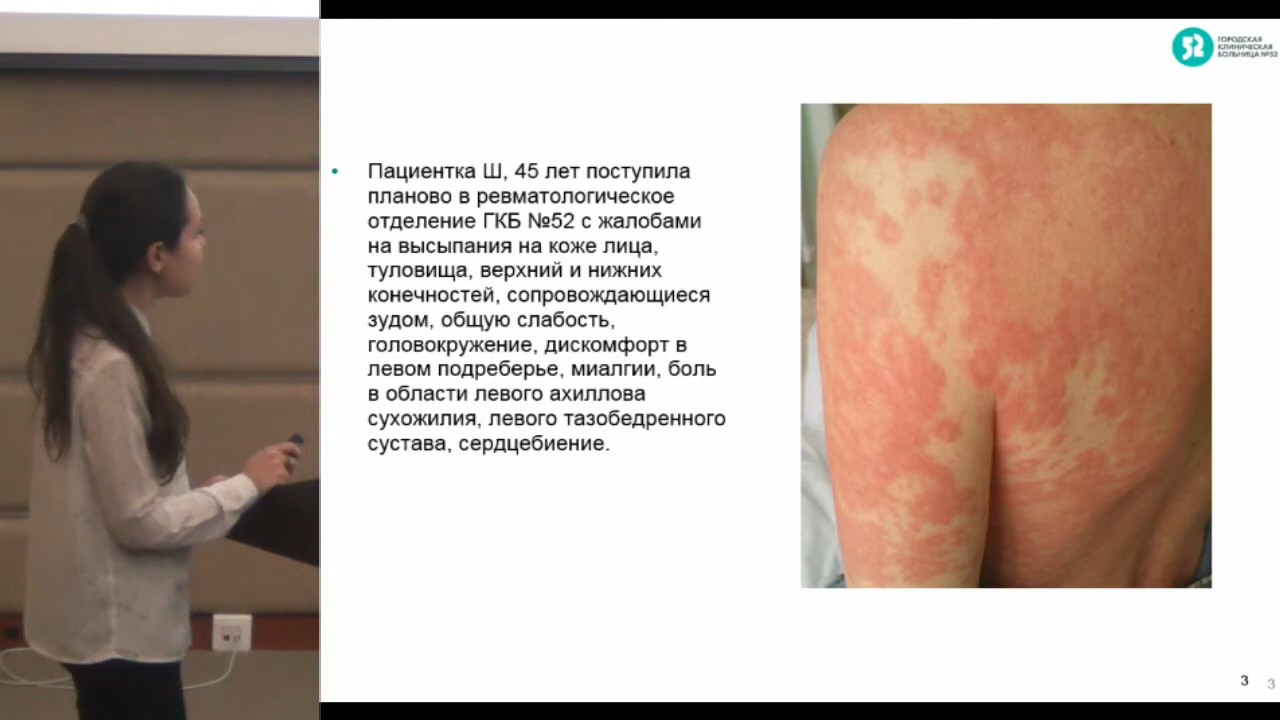 ГОРОДСКАЯ
КЛИНИЧЕСКАЯ
БОЛЬНИЦА №52
52
• Пациентка Ш, 45 лет поступила
планово в ревматологическое
отделение ГКБ №52 с жалобами
на высыпания на коже лица,
туловища, верхний и нижних
конечностей, сопровождающиеся
зудом, общую слабость,
головокружение, дискомфорт в
левом подреберье, миалгии, боль
в области левого ахиллова
сухожилия, левого тазобедренного
сустава, сердцебиение.
3
3